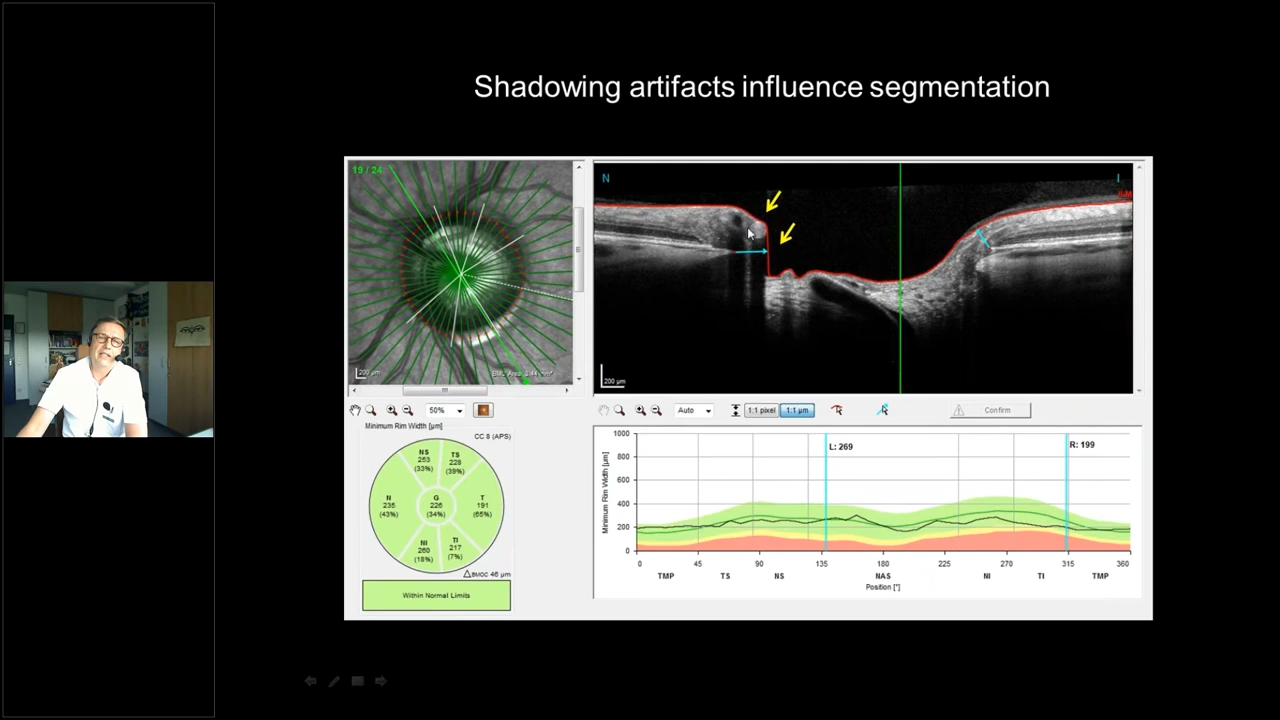 Shadowing artifacts influence segmentation
19 / 24
200 µm
N
I
ILM
200 µm
50%
Auto
1:1 pixel
1:1 µm
Confirm
Minimum Rim Width [µm]
CC 8 (APS)
NS
253
(33%)
TS
228
(39%)
N
235
(43%)
G
226
(34%)
T
191
(65%)
NI
260
(18%)
TI
217
(7%)
BMOC 46 µm
Within Normal Limits
Minimum Rim Width [µm]
1000
800
600
400
200
0
L: 269
R: 199
0 45 90 135 180 225 270 315 360
TMP TS NS NAS NI TI TMP
Position [°]